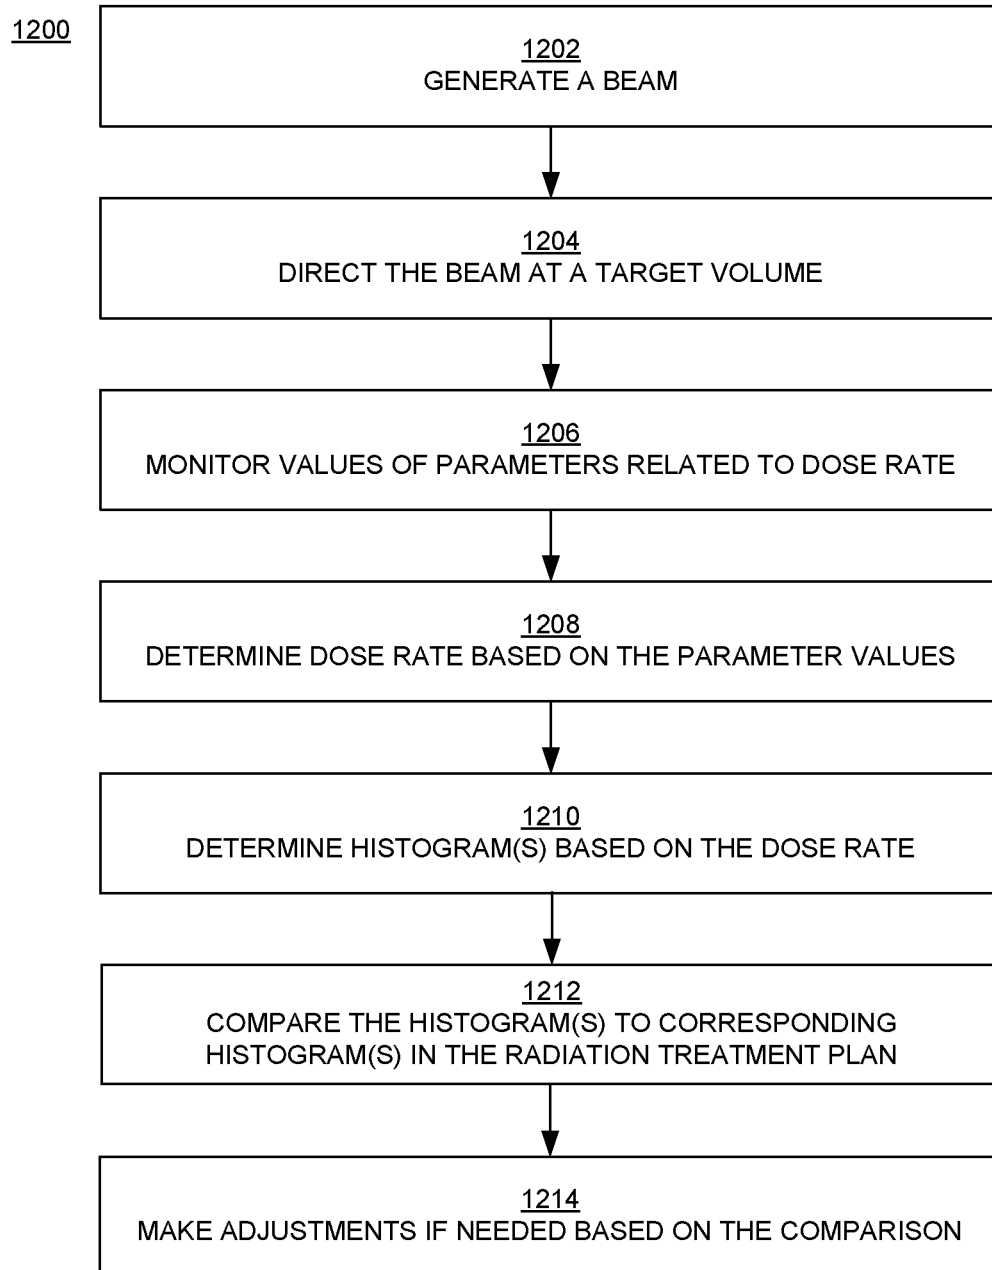 1200
1202
GENERATE A BEAM
1204
DIRECT THE BEAM AT A TARGET VOLUME
1206
MONITOR VALUES OF PARAMETERS RELATED TO DOSE RATE
1208
DETERMINE DOSE RATE BASED ON THE PARAMETER VALUES
1210
DETERMINE HISTOGRAM(S) BASED ON THE DOSE RATE
1212
COMPARE THE HISTOGRAM(S) TO CORRESPONDING
HISTOGRAM(S) IN THE RADIATION TREATMENT PLAN
1214
MAKE ADJUSTMENTS IF NEEDED BASED ON THE COMPARISON